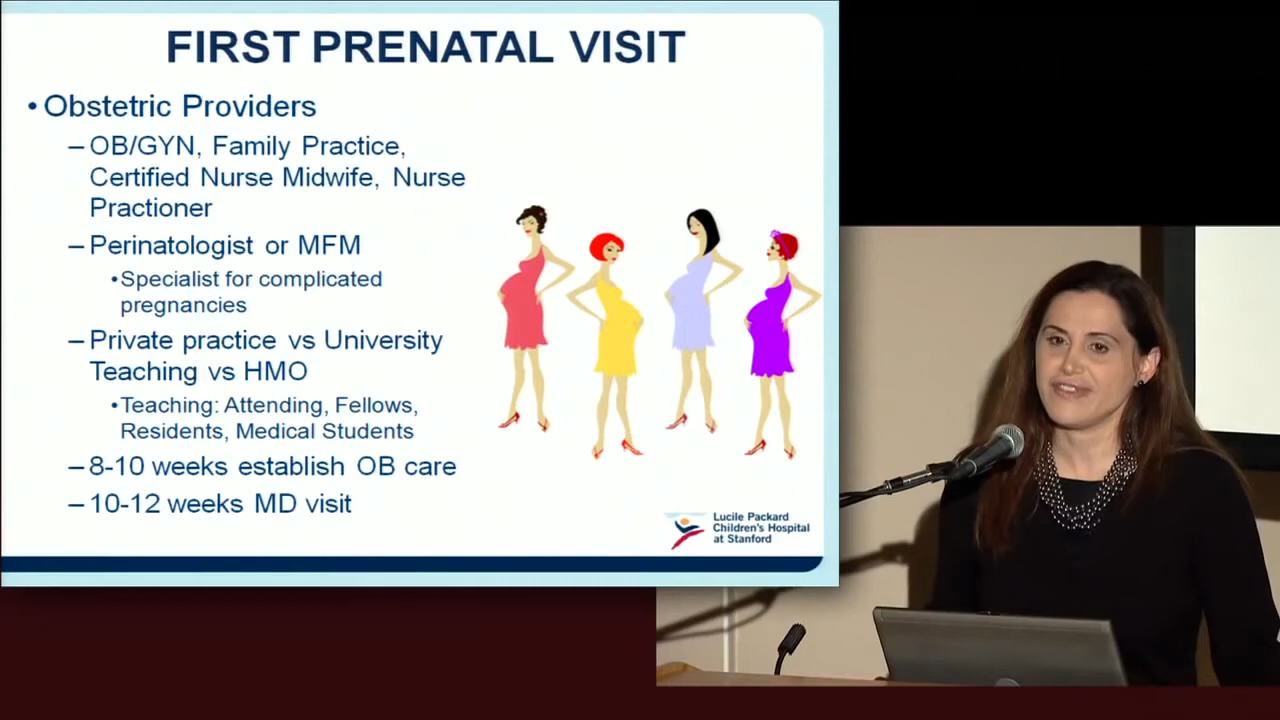 FIRST PRENATAL VISIT
• Obstetric Providers
– OB/GYN, Family Practice,
Certified Nurse Midwife, Nurse
Practioner
– Perinatologist or MFM
• Specialist for complicated
pregnancies
– Private practice vs University
Teaching vs HMO
• Teaching: Attending, Fellows,
Residents, Medical Students
– 8-10 weeks establish OB care
– 10-12 weeks MD visit
Lucile Packard
Children's Hospital
at Stanford